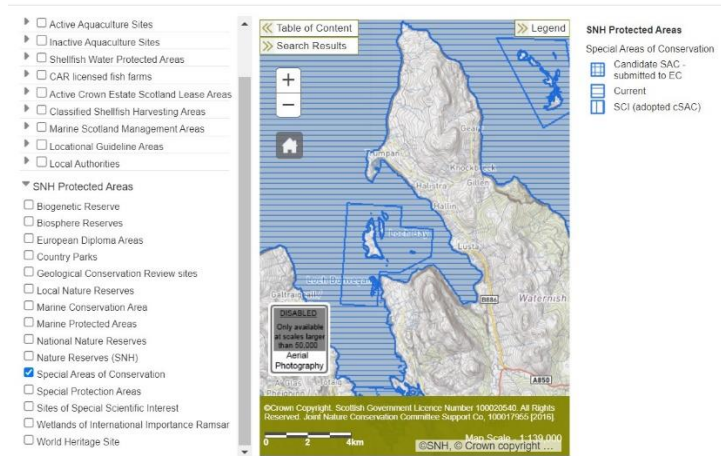 Active Aquaculture Sites
Inactive Aquaculture Sites
Shellfish Water Protected Areas
CAR licensed fish farms
Active Crown Estate Scotland Lease Areas
Classified Shellfish Harvesting Areas
Marine Scotland Management Areas
Locational Guideline Areas
Local Authorities
SNH Protected Areas
Biogenetic Reserve
Biosphere Reserves
European Diploma Areas
Country Parks
Geological Conservation Review sites
Local Nature Reserves
Marine Conservation Area
Marine Protected Areas
National Nature Reserves
Nature Reserves (SNH)
Special Areas of Conservation
Special Protection Areas
Sites of Special Scientific Interest
Wetlands of International Importance Ramsar
World Heritage Site
Table of Content
Search Results
Legend
+
−
Geary
Trumpan
Knockbreck
Halistra
Gillen
Hallin
Lusta
B886
Waternish
A850
DISABLED
Only available
at scales larger
than 50,000
Aerial
Photography
©Crown Copyright. Scottish Government Licence Number 100020540. All Rights
Reserved. Joint Nature Conservation Committee Support Co, 100017955 [2016].
0 2 4km
Map Scale - 1:139,000
©SNH, © Crown copyright ...
SNH Protected Areas
Special Areas of Conservation
Candidate SAC -
submitted to EC
Current
SCI (adopted cSAC)